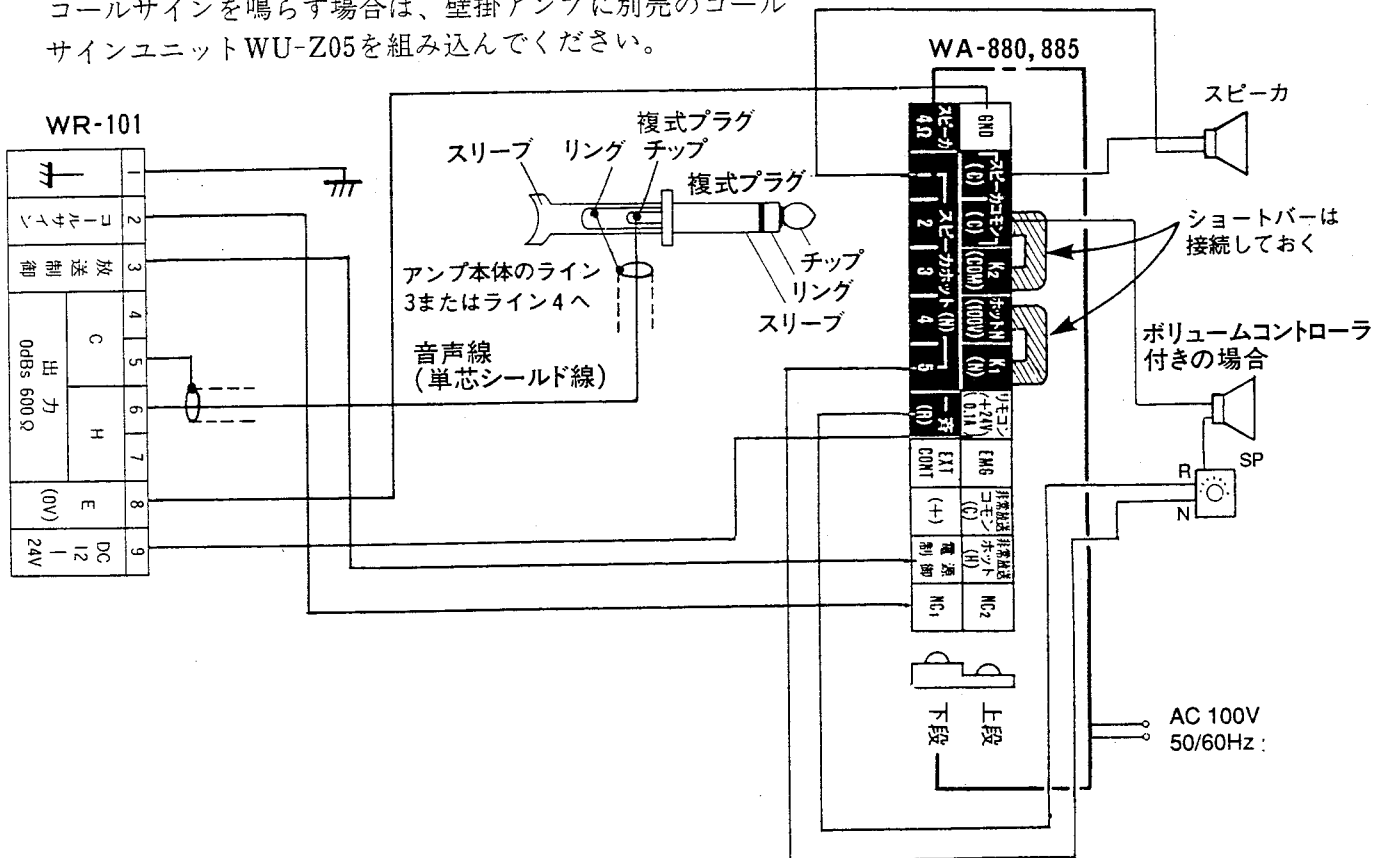 コールサインを鳴らす場合は、壁掛アンプに別売のコール
サインユニットWU-Z05を組み込んでください。
WR-101
1
2 コールサイン
3 放送制御
4
5
C
6
7
H
出力
0dBs 600Ω
8 E (0V)
9 DC 12 | 24V
スリーブ
リング
複式プラグ
チップ
複式プラグ
チップ
リング
スリーブ
アンプ本体のライン
3またはライン4へ
音声線
(単芯シールド線)
WA-880, 885
スピーカ 4Ω
GND
1
2
3
4
5
スピーカホット(H)
スピーカコモン
(C)
(C)
K2 (COM)
ホットN (100V)
K1 (N)
一斉 (R)
リモコン (+24V 0.1A)
EXT CONT
EMG
(+)
非常放送 コモン (C)
電源制御
非常放送 ホット (H)
NC1
NC2
下段
上段
スピーカ
ショートバーは
接続しておく
ボリュームコントローラ
付きの場合
SP
R
N
AC 100V
50/60Hz